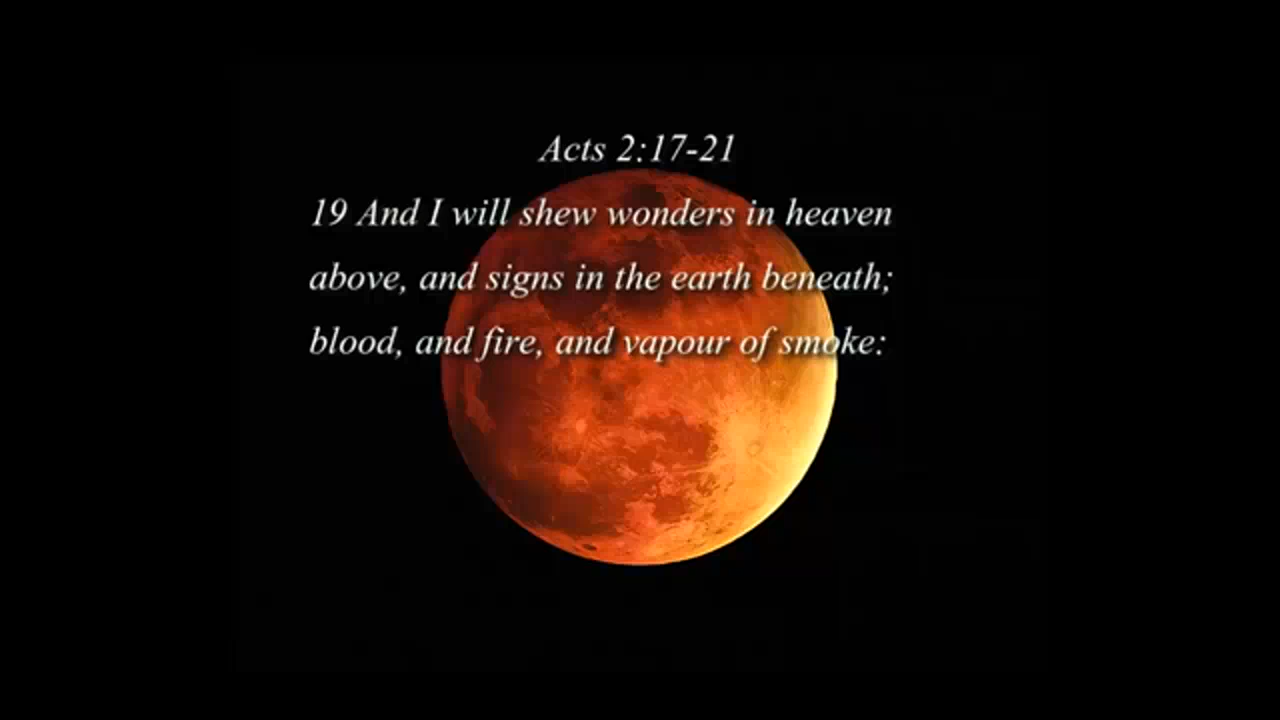 Acts 2:17-21
19 And I will shew wonders in heaven
above, and signs in the earth beneath;
blood, and fire, and vapour of smoke: